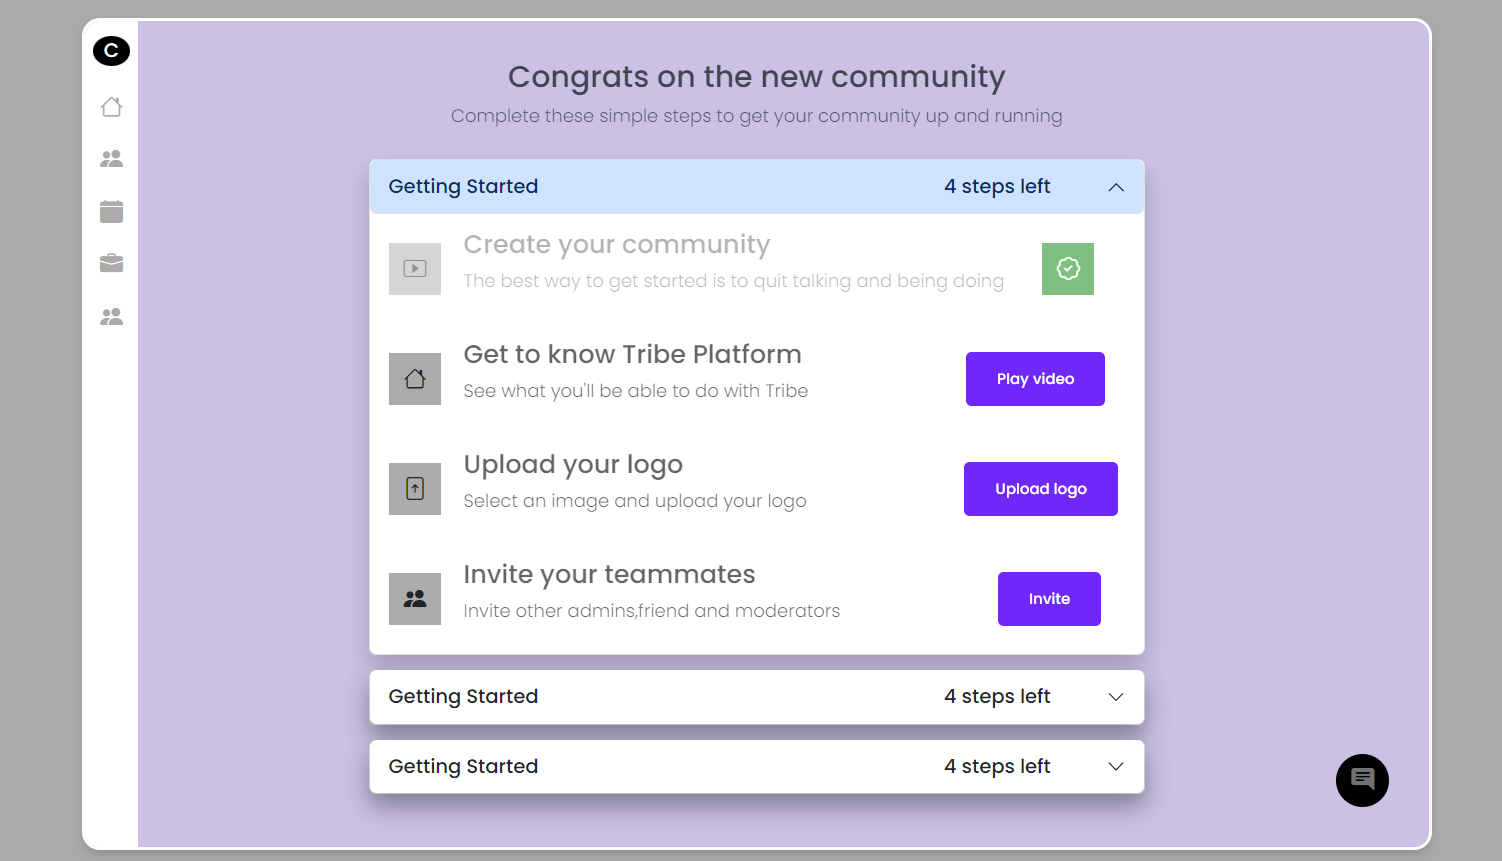 C
Congrats on the new community
Complete these simple steps to get your community up and running
Getting Started 4 steps left
Create your community
The best way to get started is to quit talking and being doing
Get to know Tribe Platform
See what you'll be able to do with Tribe
Play video
Upload your logo
Select an image and upload your logo
Upload logo
Invite your teammates
Invite other admins,friend and moderators
Invite
Getting Started 4 steps left
Getting Started 4 steps left